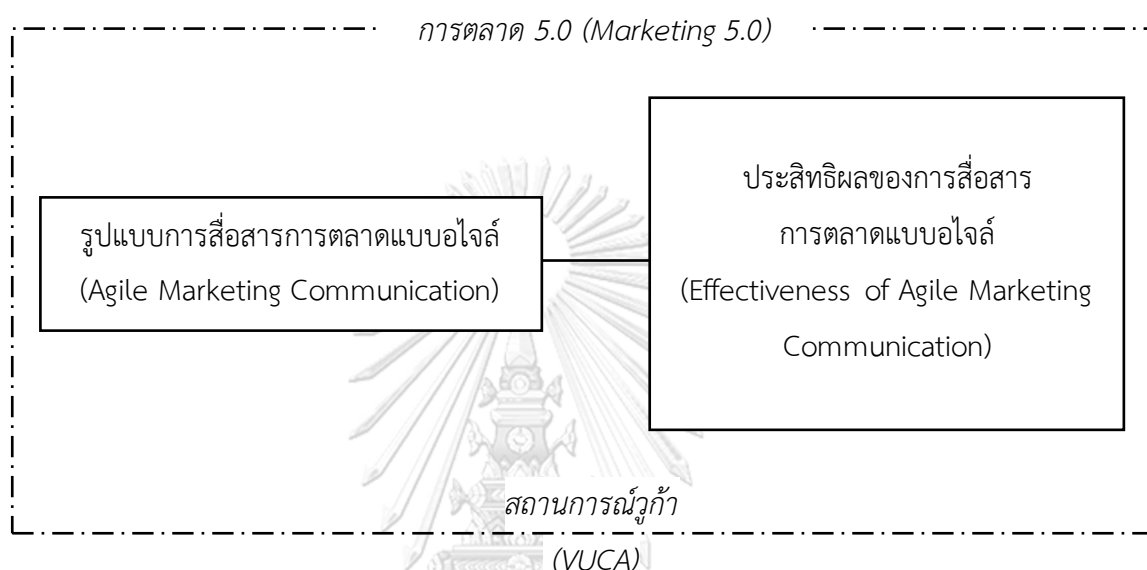 การตลาด 5.0 (Marketing 5.0)
รูปแบบการสื่อสารการตลาดแบบอไจล์
(Agile Marketing Communication)
ประสิทธิผลของการสื่อสาร
การตลาดแบบอไจล์
(Effectiveness of Agile Marketing
Communication)
สถานการณ์วูก้า
(VUCA)